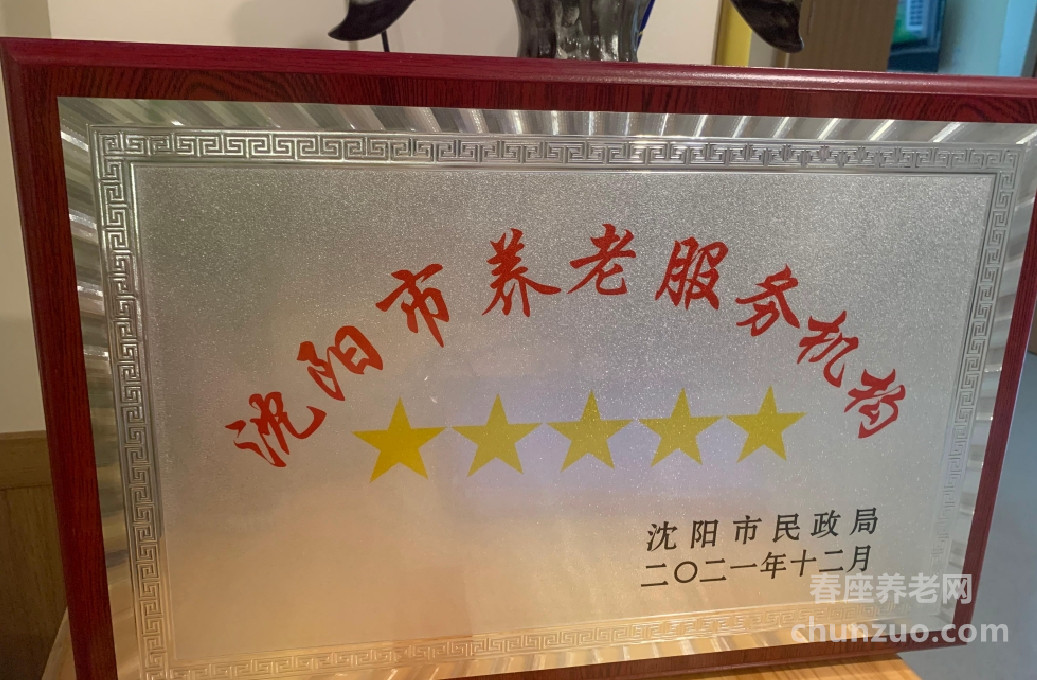 沈阳市养老服务机构
沈阳市民政局
二〇二一年十二月
春座养老网
chunzuo.com